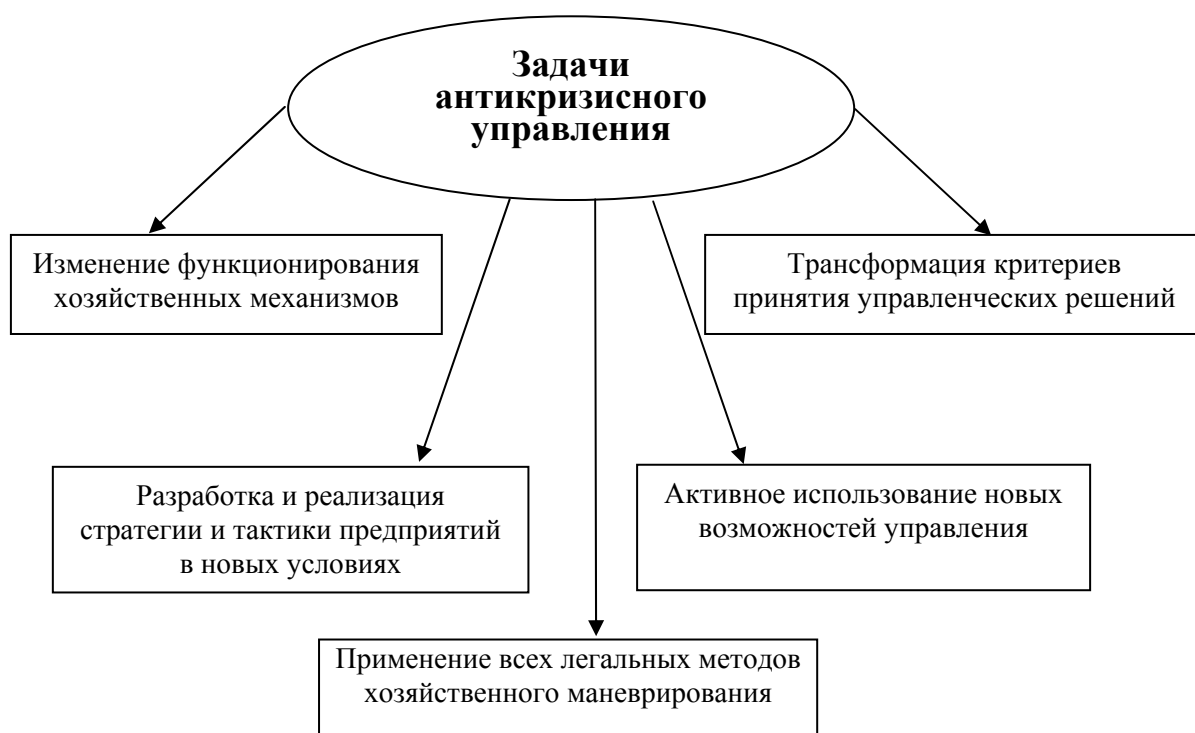 Задачи
антикризисного
управления
Изменение функционирования
хозяйственных механизмов
Трансформация критериев
принятия управленческих решений
Разработка и реализация
стратегии и тактики предприятий
в новых условиях
Активное использование новых
возможностей управления
Применение всех легальных методов
хозяйственного маневрирования